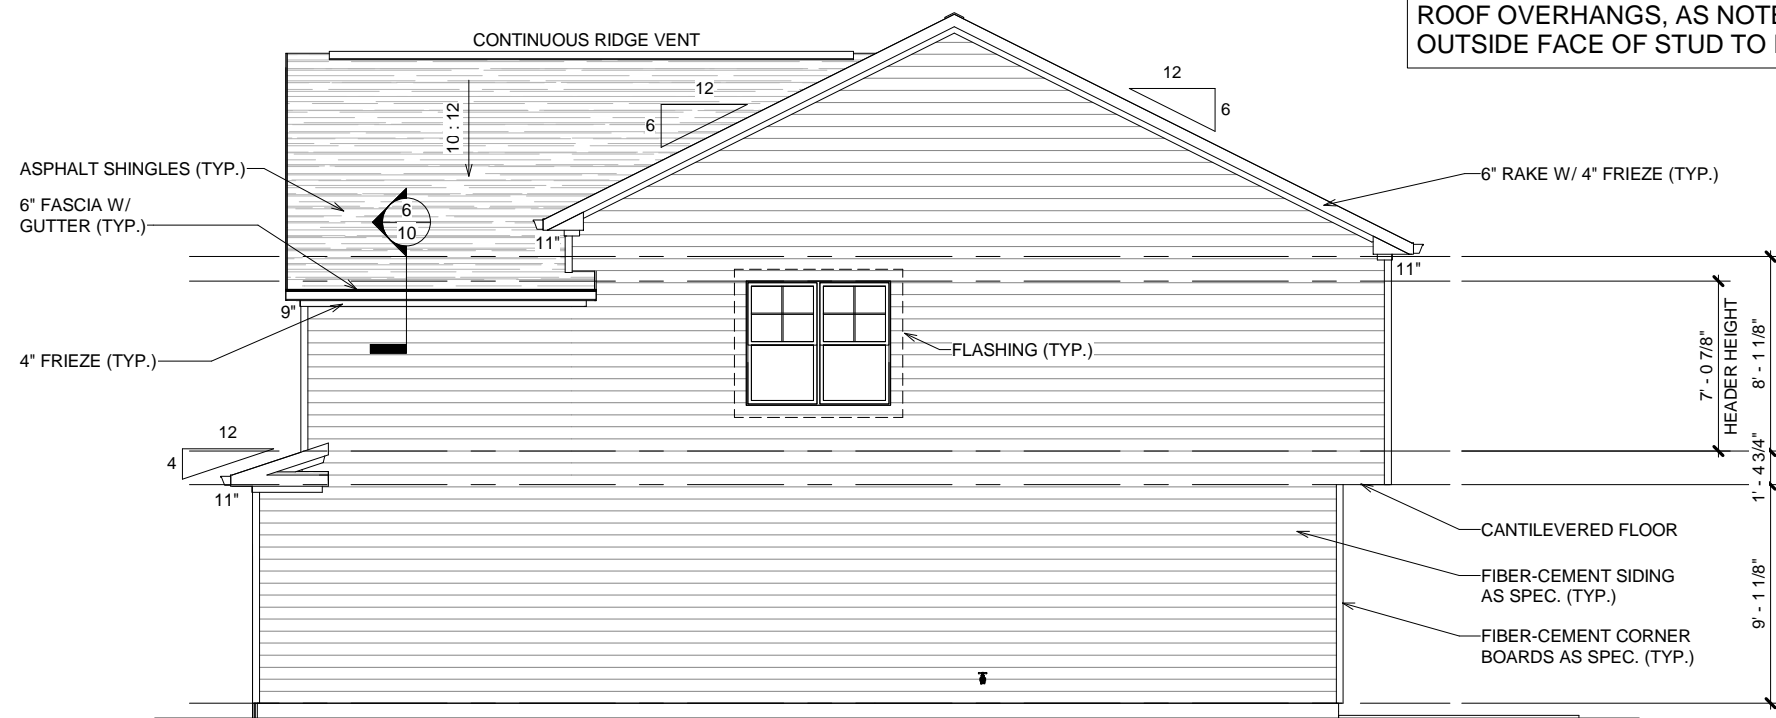 ROOF OVERHANGS, AS NOTE
OUTSIDE FACE OF STUD TO
CONTINUOUS RIDGE VENT
12
6
12
6
10 : 12
ASPHALT SHINGLES (TYP.)
6" FASCIA W/
GUTTER (TYP.)
6
10
11"
6" RAKE W/ 4" FRIEZE (TYP.)
11"
9"
4" FRIEZE (TYP.)
FLASHING (TYP.)
7' - 0 7/8"
HEADER HEIGHT
8' - 1 1/8"
12
4
11"
1' - 4 3/4"
CANTILEVERED FLOOR
FIBER-CEMENT SIDING
AS SPEC. (TYP.)
9' - 1 1/8"
FIBER-CEMENT CORNER
BOARDS AS SPEC. (TYP.)